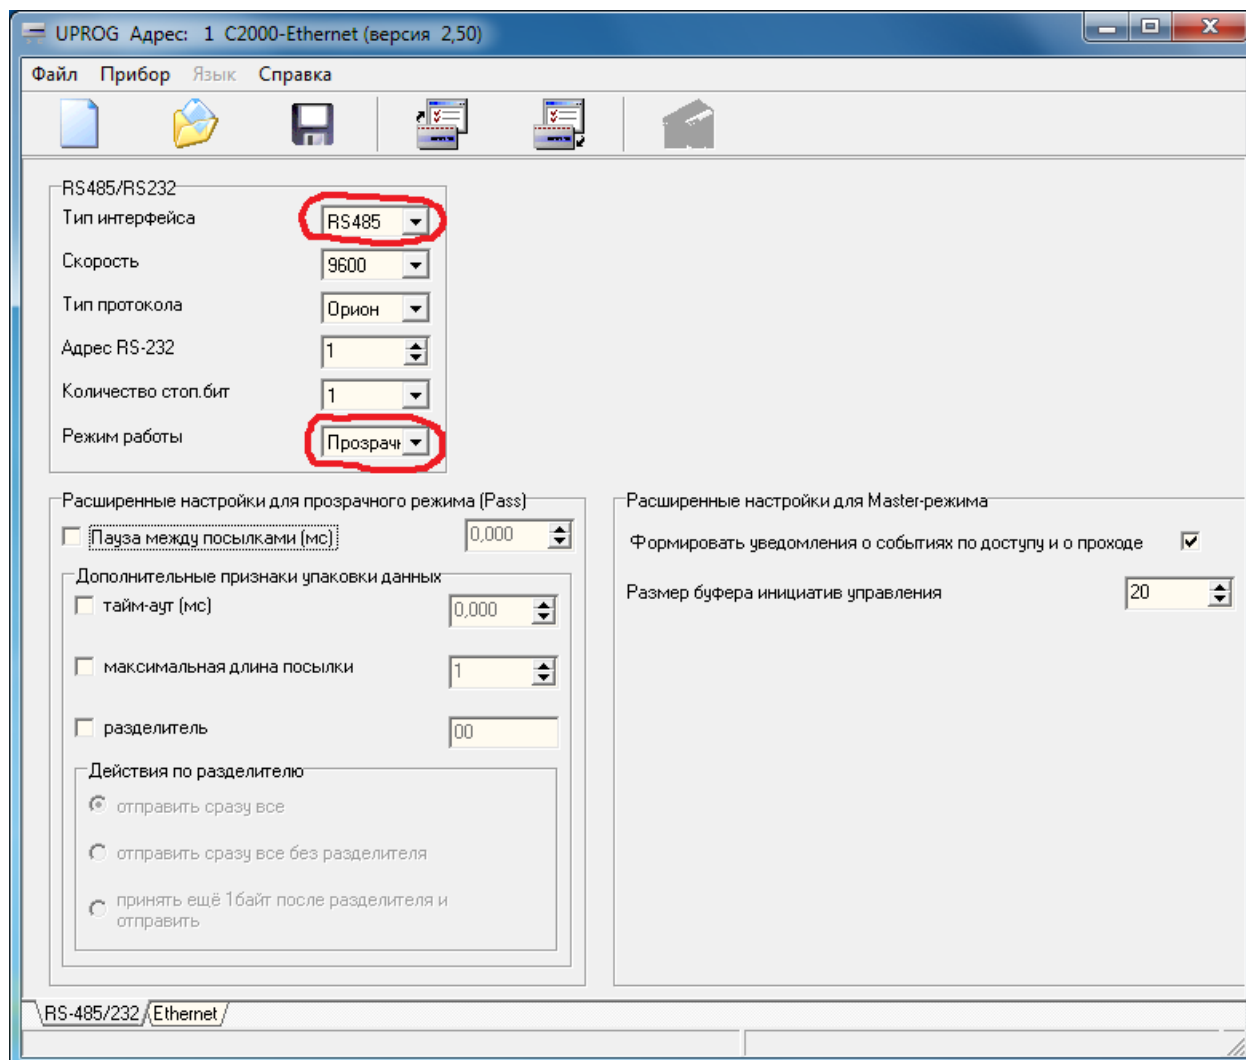 UPROG Адрес: 1 C2000-Ethernet (версия 2,50)
Файл Прибор Язык Справка
RS485/RS232
Тип интерфейса RS485
Скорость 9600
Тип протокола Орион
Адрес RS-232 1
Количество стоп.бит 1
Режим работы Прозрачн
Расширенные настройки для прозрачного режима (Pass)
Пауза между посылками (мс) 0,000
Дополнительные признаки упаковки данных
тайм-аут (мс) 0,000
максимальная длина посылки 1
разделитель 00
Действия по разделителю
отправить сразу все
отправить сразу все без разделителя
принять ещё 1байт после разделителя и
отправить
Расширенные настройки для Master-режима
Формировать уведомления о событиях по доступу и о проходе
Размер буфера инициатив управления 20
RS-485/232 Ethernet